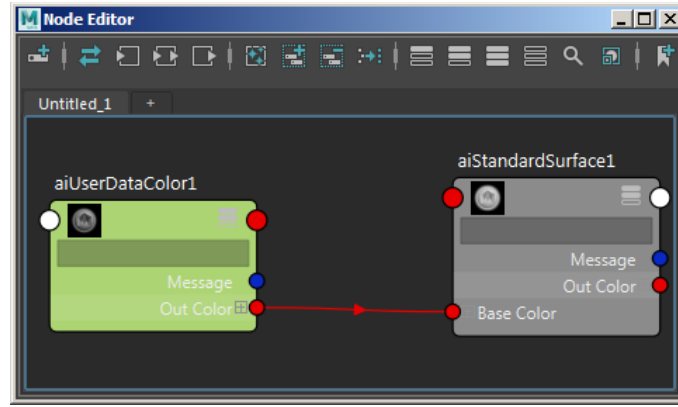 Node Editor
Untitled_1 +
aiUserDataColor1
Message
Out Color
aiStandardSurface1
Message
Out Color
Base Color